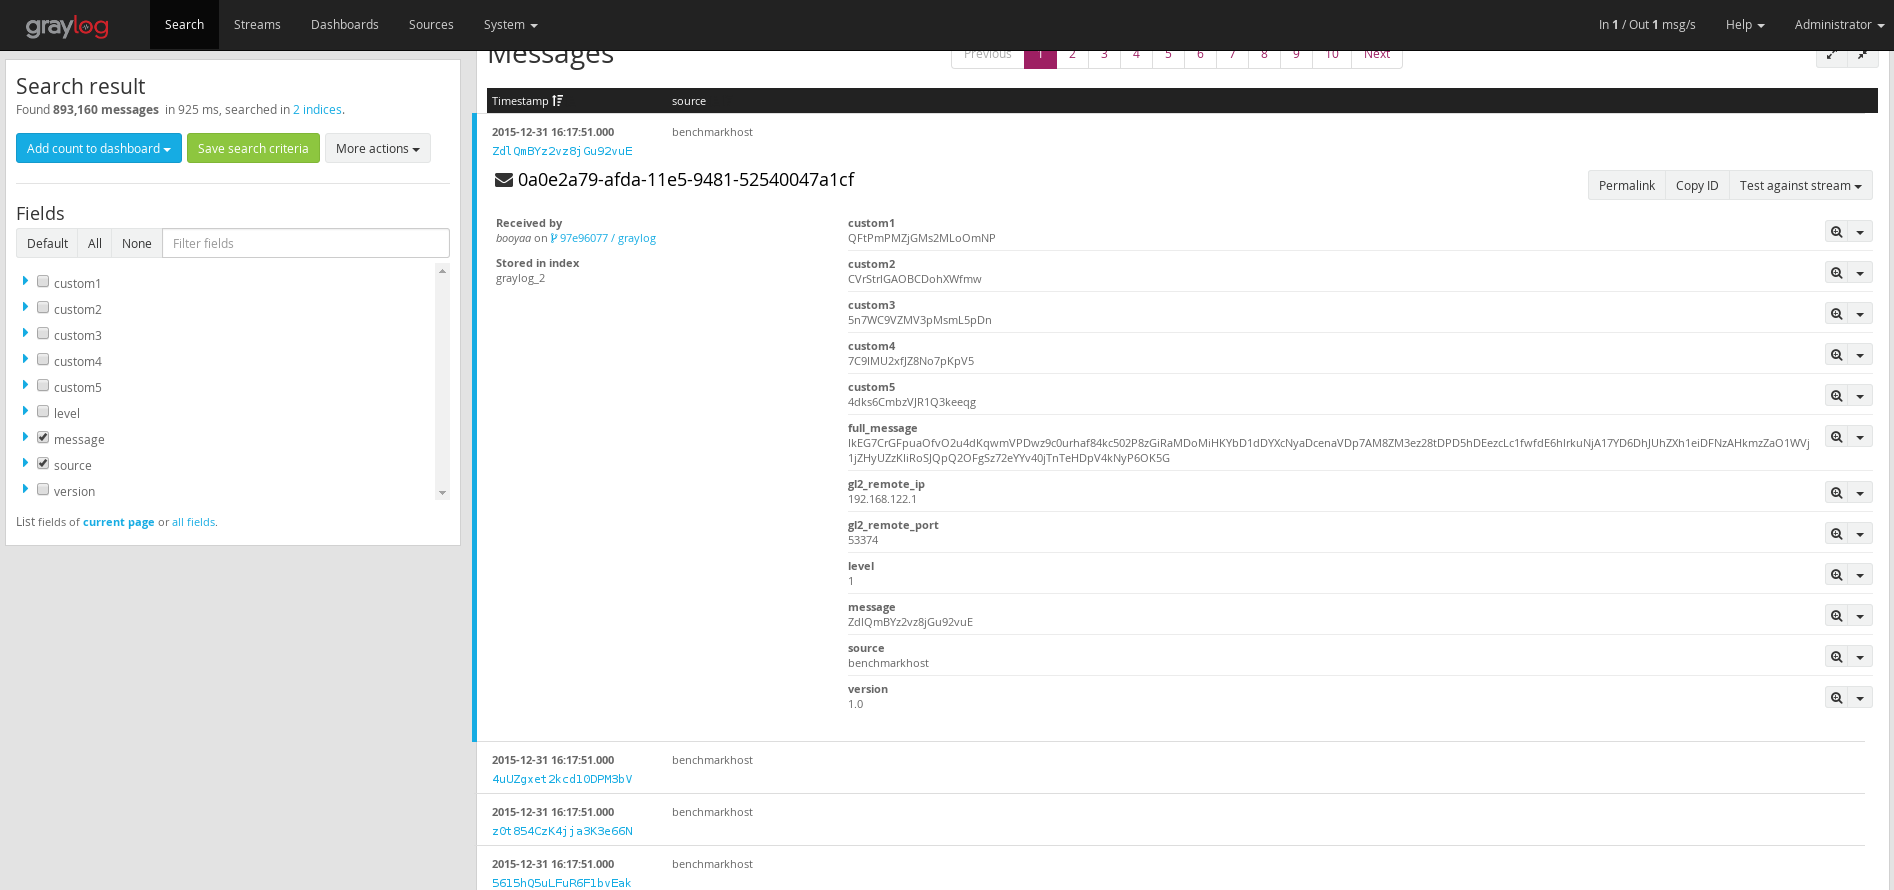 graylog Search Streams Dashboards Sources System In 1 / Out 1 msg/s Help Administrator
Search result
Found 893,160 messages in 925 ms, searched in 2 indices.
Add count to dashboard Save search criteria More actions
Fields
Default All None Filter fields
custom1
custom2
custom3
custom4
custom5
level
message
source
version
List fields of current page or all fields.
Messages Previous 1 2 3 4 5 6 7 8 9 10 Next
Timestamp source
2015-12-31 16:17:51.000 benchmarkhost
ZdlQmBYz2vz8jGu92vuE
0a0e2a79-afda-11e5-9481-52540047a1cf Permalink Copy ID Test against stream
Received by
booyaa on 97e96077 / graylog
Stored in index
graylog_2
custom1
QFtPmPMZjGMs2MLoOmNP
custom2
CVrStrIGAOBCDohXWfmw
custom3
5n7WC9VZMV3pMsmL5pDn
custom4
7C9IMU2xfJZ8No7pKpV5
custom5
4dks6CmbzVJR1Q3keeqg
full_message
IkEG7CrGFpuaOfvO2u4dKqwmVPDwz9c0urhaf84kc502P8zGiRaMDoMiHKYbD1dDYXcNyaDcenaVDp7AM8ZM3ez28tDPD5hDEezcLc1fwfdE6hIrkuNjA17YD6DhJUhZXh1eiDFNzAHkmzZaO1WVj
1jZHyUZzKIiRoSJQpQ2OFgSz72eYYv40jTnTeHDpV4kNyP6OK5G
gl2_remote_ip
192.168.122.1
gl2_remote_port
53374
level
1
message
ZdlQmBYz2vz8jGu92vuE
source
benchmarkhost
version
1.0
2015-12-31 16:17:51.000 benchmarkhost
4uUZgxet2kcdl0DPM3bV
2015-12-31 16:17:51.000 benchmarkhost
z0t854CzK4jja3K3e66N
2015-12-31 16:17:51.000 benchmarkhost
5615hQ5uLFuR6F1bvEak